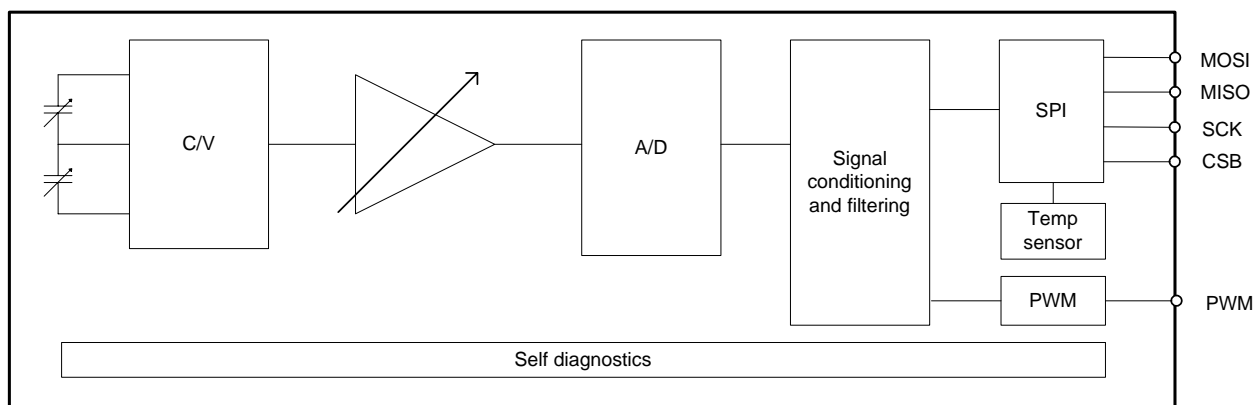 C/V
A/D
Signal
conditioning
and filtering
SPI
Temp
sensor
PWM
MOSI
MISO
SCK
CSB
PWM
Self diagnostics